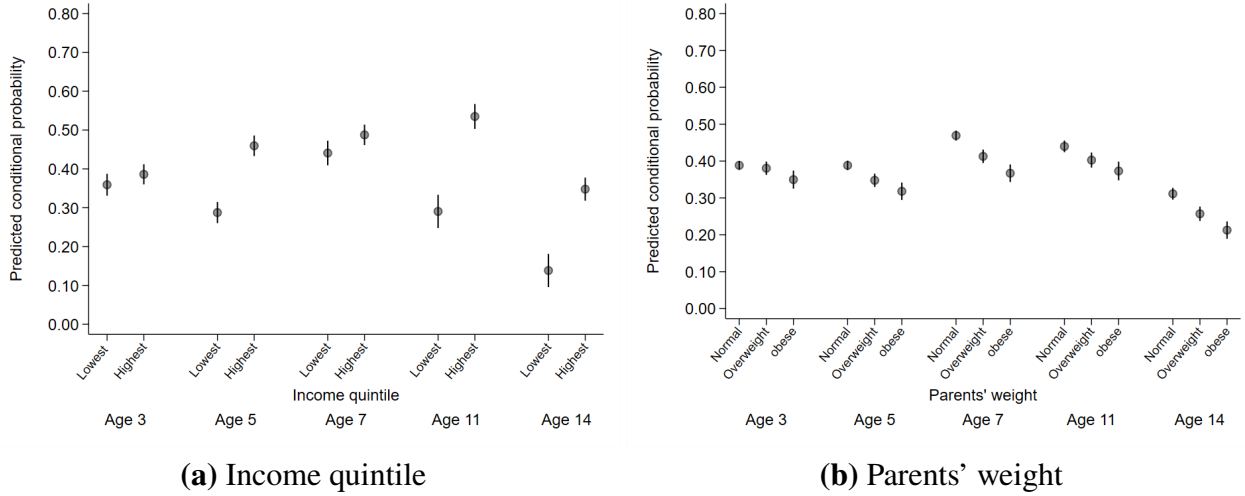 Predicted conditional probability
0.80
0.70
0.60
0.50
0.40
0.30
0.20
0.10
0.00
Lowest Highest Lowest Highest Lowest Highest Lowest Highest Lowest Highest
Income quintile
Age 3 Age 5 Age 7 Age 11 Age 14
(a) Income quintile
Predicted conditional probability
0.80
0.70
0.60
0.50
0.40
0.30
0.20
0.10
0.00
Normal Overweight obese Normal Overweight obese Normal Overweight obese Normal Overweight obese Normal Overweight obese
Parents' weight
Age 3 Age 5 Age 7 Age 11 Age 14
(b) Parents’ weight